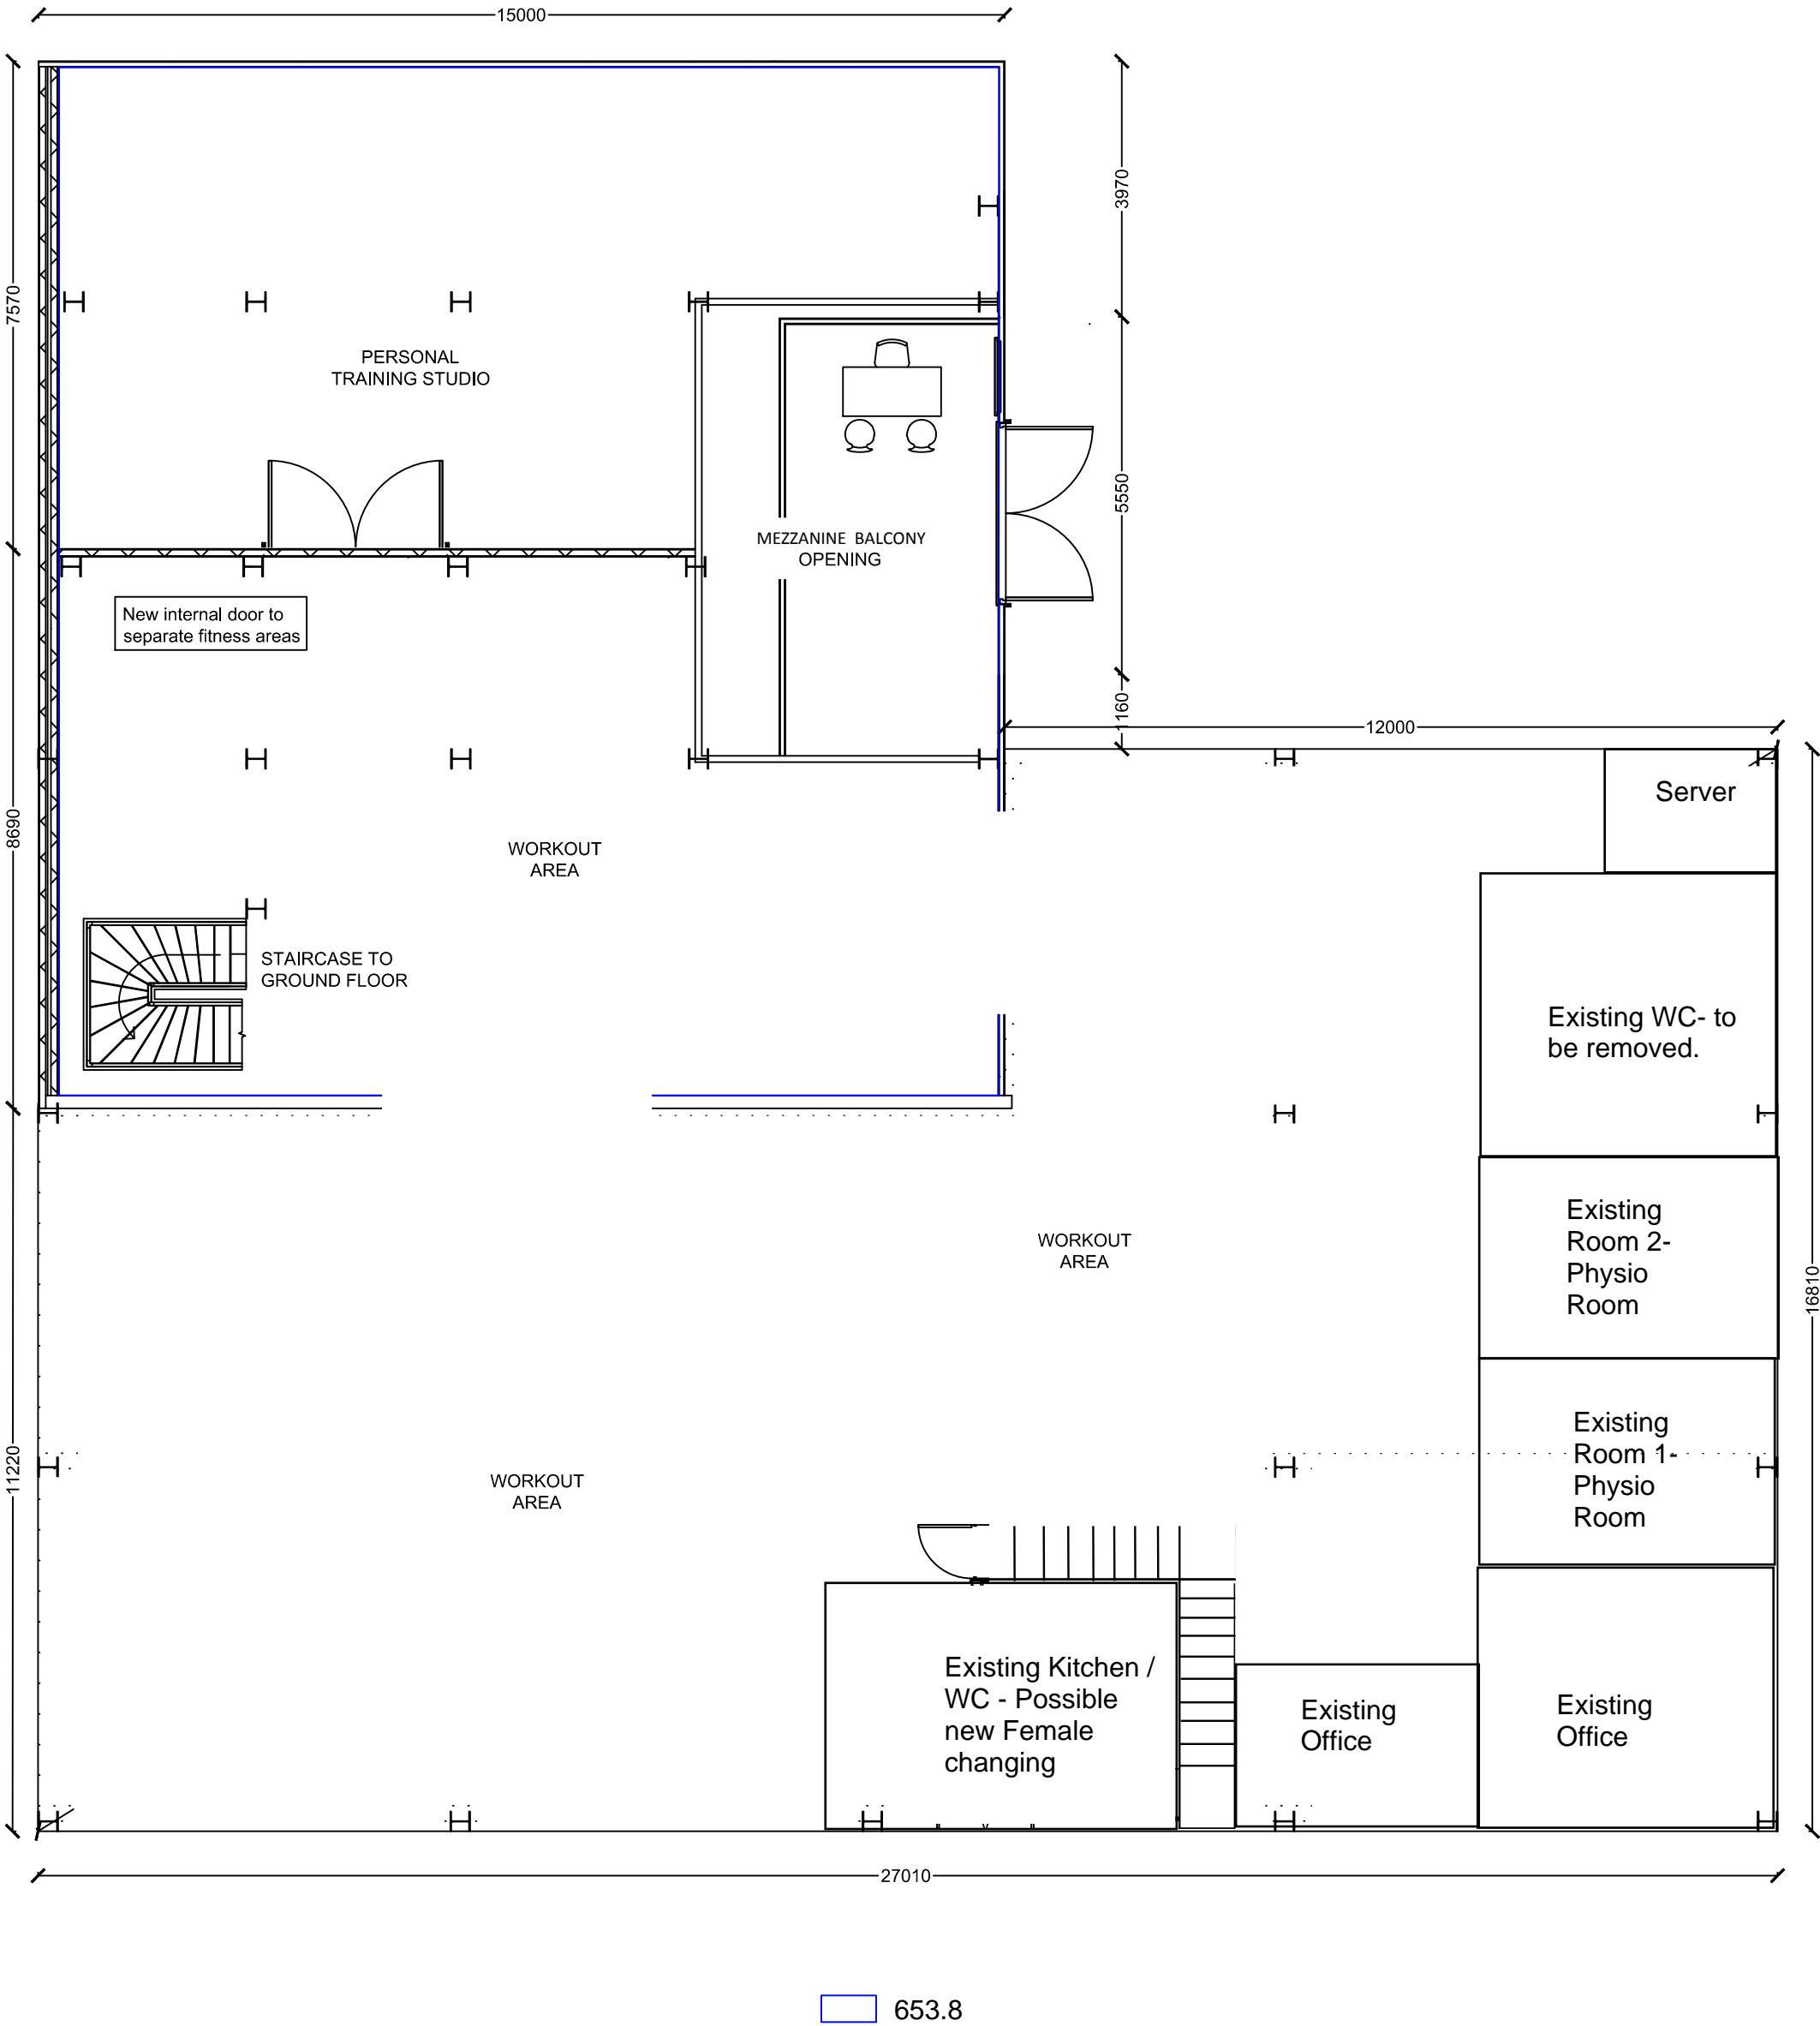 15000
3970
7570
PERSONAL
TRAINING STUDIO
5550
MEZZANINE BALCONY
OPENING
New internal door to
separate fitness areas
1160
12000
Server
8690
WORKOUT
AREA
STAIRCASE TO
GROUND FLOOR
Existing WC- to
be removed.
Existing
Room 2-
Physio
Room
WORKOUT
AREA
16810
Existing
Room 1-
Physio
Room
11220
WORKOUT
AREA
Existing Kitchen /
WC - Possible
new Female
changing
Existing
Office
Existing
Office
27010
653.8